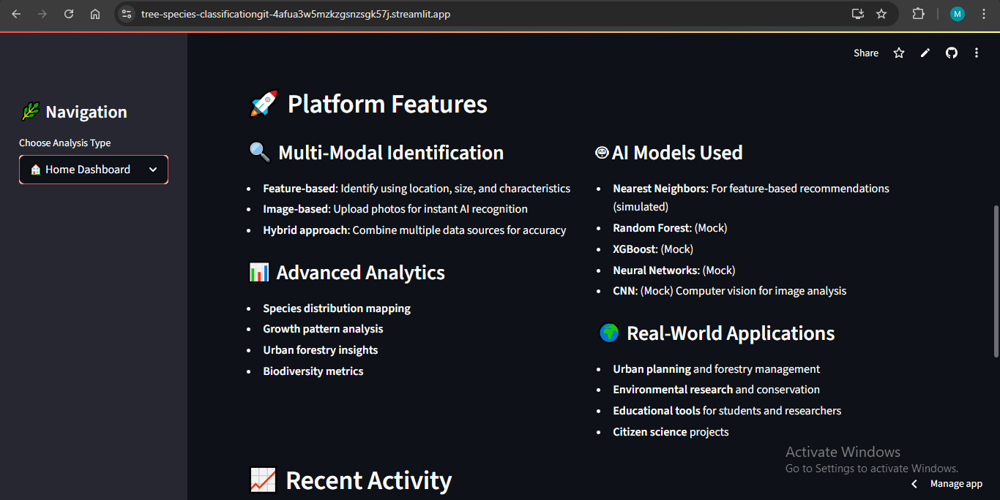 tree-species-classificationgit-4afua3w5mzkzgsnzsgk57j.streamlit.app
M
Share
Navigation
Choose Analysis Type
Home Dashboard
Platform Features
Multi-Modal Identification
Feature-based: Identify using location, size, and characteristics
Image-based: Upload photos for instant AI recognition
Hybrid approach: Combine multiple data sources for accuracy
Advanced Analytics
Species distribution mapping
Growth pattern analysis
Urban forestry insights
Biodiversity metrics
AI Models Used
Nearest Neighbors: For feature-based recommendations
(simulated)
Random Forest: (Mock)
XGBoost: (Mock)
Neural Networks: (Mock)
CNN: (Mock) Computer vision for image analysis
Real-World Applications
Urban planning and forestry management
Environmental research and conservation
Educational tools for students and researchers
Citizen science projects
Recent Activity
Activate Windows
Go to Settings to activate Windows.
Manage app